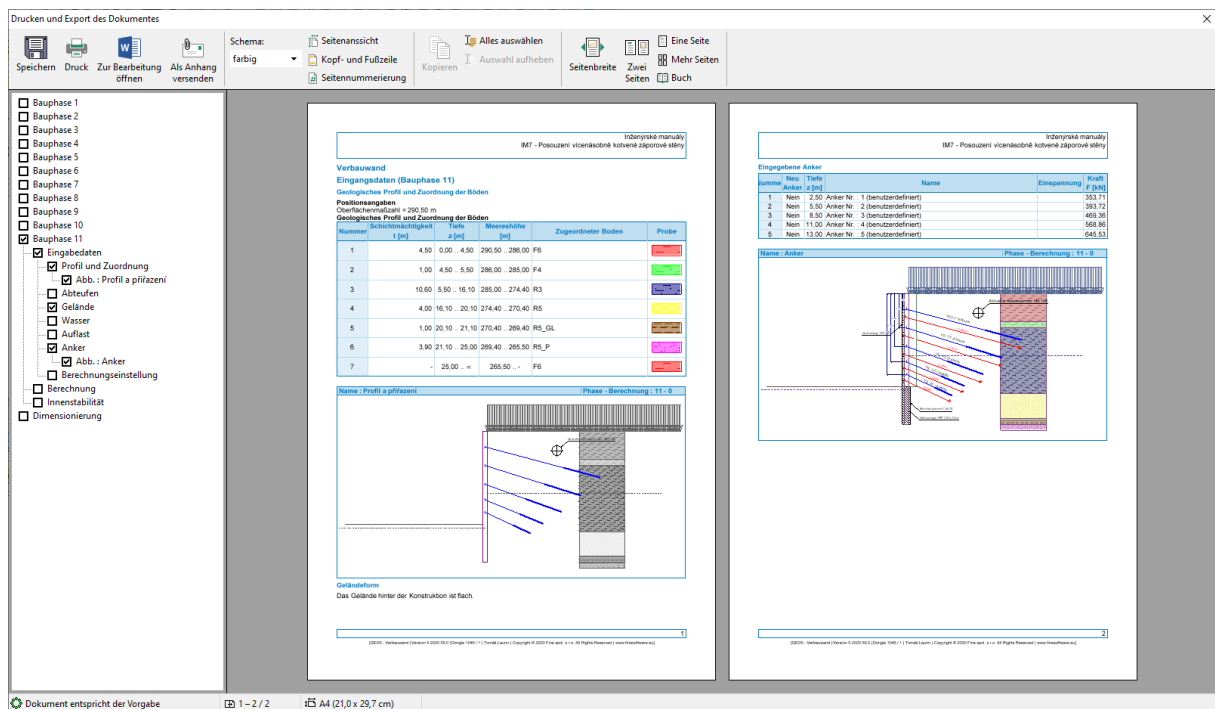 Drucken und Export des Dokumentes
Speichern
Druck
Zur Bearbeitung öffnen
Als Anhang versenden
Schema:
farbig
Seitenansicht
Kopf- und Fußzeile
Seitennummerierung
Kopieren
Alles auswählen
Auswahl aufheben
Seitenbreite
Zwei Seiten
Eine Seite
Mehr Seiten
Buch
Bauphase 1
Bauphase 2
Bauphase 3
Bauphase 4
Bauphase 5
Bauphase 6
Bauphase 7
Bauphase 8
Bauphase 9
Bauphase 10
Bauphase 11
Eingabedaten
Profil und Zuordnung
Abb. : Profil a přiřazení
Abteufen
Gelände
Wasser
Auflast
Anker
Abb. : Anker
Berechnungseinstellung
Berechnung
Innenstabilität
Dimensionierung
Inženýrské manuály
IM7 - Posouzení vícenásobně kotvené záporové stěny
Verbauwand
Eingangsdaten (Bauphase 11)
Geologisches Profil und Zuordnung der Böden
Positionsangaben
Oberflächenmaßzahl = 290,50 m
Geologisches Profil und Zuordnung der Böden
Nummer Schichtmächtigkeit t [m] Tiefe z [m] Meereshöhe [m] Zugeordneter Boden Probe
1 4,50 0,00 .. 4,50 290,50 .. 286,00 F6
2 1,00 4,50 .. 5,50 286,00 .. 285,00 F4
3 10,60 5,50 .. 16,10 285,00 .. 274,40 R3
4 4,00 16,10 .. 20,10 274,40 .. 270,40 R5
5 1,00 20,10 .. 21,10 270,40 .. 269,40 R5_GL
6 3,90 21,10 .. 25,00 269,40 .. 265,50 R5_P
7 - 25,00 .. ∞ 265,50 .. - F6
Name : Profil a přiřazení Phase - Berechnung : 11 - 0
Geländeform
Das Gelände hinter der Konstruktion ist flach.
1
Inženýrské manuály
IM7 - Posouzení vícenásobně kotvené záporové stěny
Eingegebene Anker
Numme Neu Anker Tiefe z [m] Name Einspannung Kraft F [kN]
1 Nein 2,50 Anker Nr. : 1 (benutzerdefiniert) 353,71
2 Nein 5,50 Anker Nr. : 2 (benutzerdefiniert) 393,72
3 Nein 8,50 Anker Nr. : 3 (benutzerdefiniert) 469,36
4 Nein 11,00 Anker Nr. : 4 (benutzerdefiniert) 568,86
5 Nein 13,00 Anker Nr. : 5 (benutzerdefiniert) 645,53
Name : Anker Phase - Berechnung : 11 - 0
2
Dokument entspricht der Vorgabe
1 – 2 / 2
A4 (21,0 x 29,7 cm)